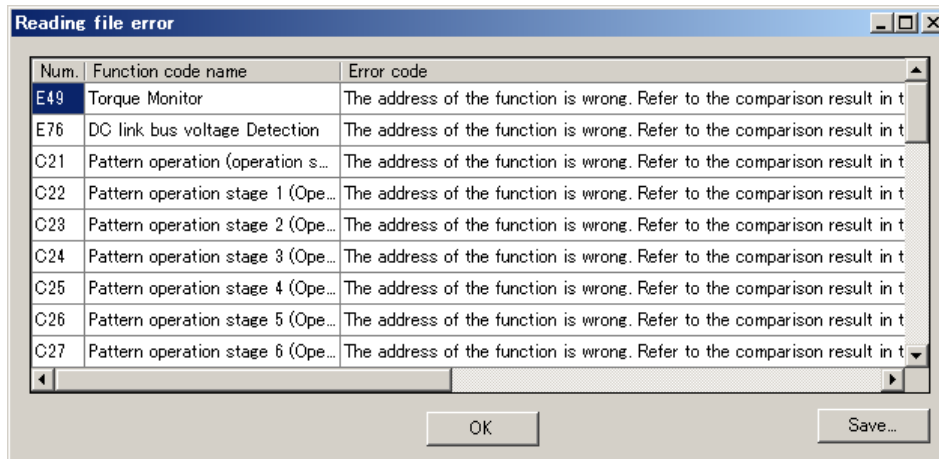 Reading file error
Num. Function code name Error code
E49 Torque Monitor The address of the function is wrong. Refer to the comparison result in t
E76 DC link bus voltage Detection The address of the function is wrong. Refer to the comparison result in t
C21 Pattern operation (operation s... The address of the function is wrong. Refer to the comparison result in t
C22 Pattern operation stage 1 (Ope... The address of the function is wrong. Refer to the comparison result in t
C23 Pattern operation stage 2 (Ope... The address of the function is wrong. Refer to the comparison result in t
C24 Pattern operation stage 3 (Ope... The address of the function is wrong. Refer to the comparison result in t
C25 Pattern operation stage 4 (Ope... The address of the function is wrong. Refer to the comparison result in t
C26 Pattern operation stage 5 (Ope... The address of the function is wrong. Refer to the comparison result in t
C27 Pattern operation stage 6 (Ope... The address of the function is wrong. Refer to the comparison result in t
OK Save...